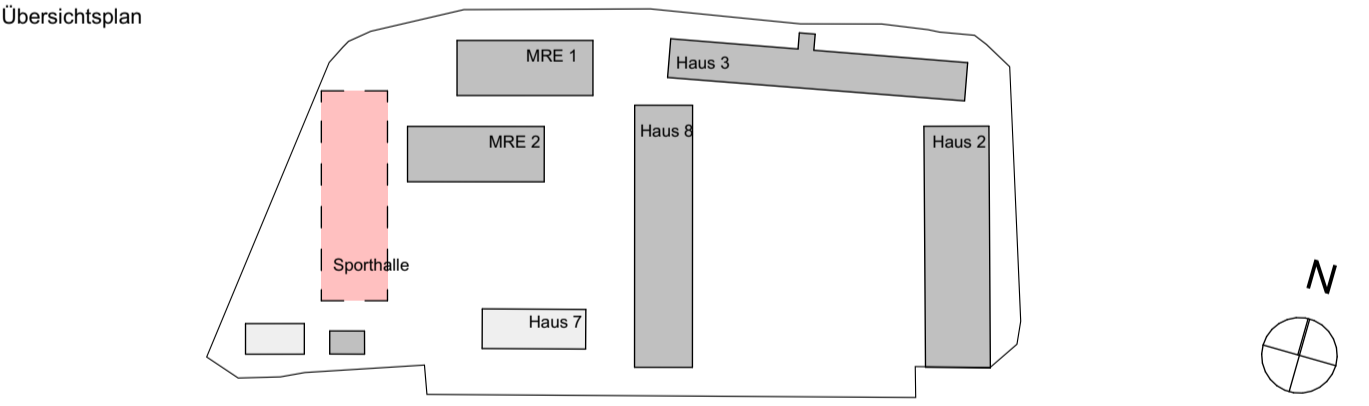 Übersichtsplan
MRE 1
Haus 3
Haus 8
MRE 2
Haus 2
Sporthalle
Haus 7
N